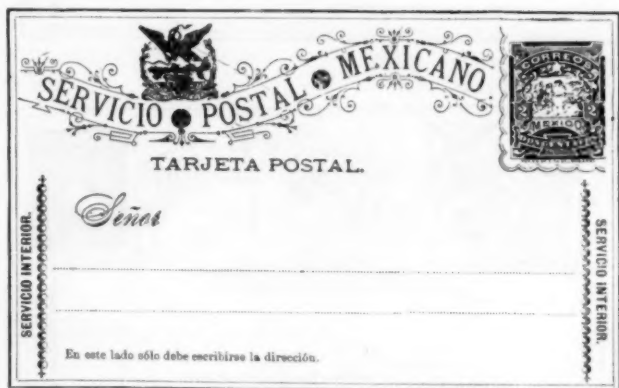 SERVICIO POSTAL MEXICANO
CORREOS
MEXICO
TARJETA POSTAL.
Señor
SERVICIO INTERIOR.
SERVICIO INTERIOR.
En este lado sólo debe escribirse la dirección.